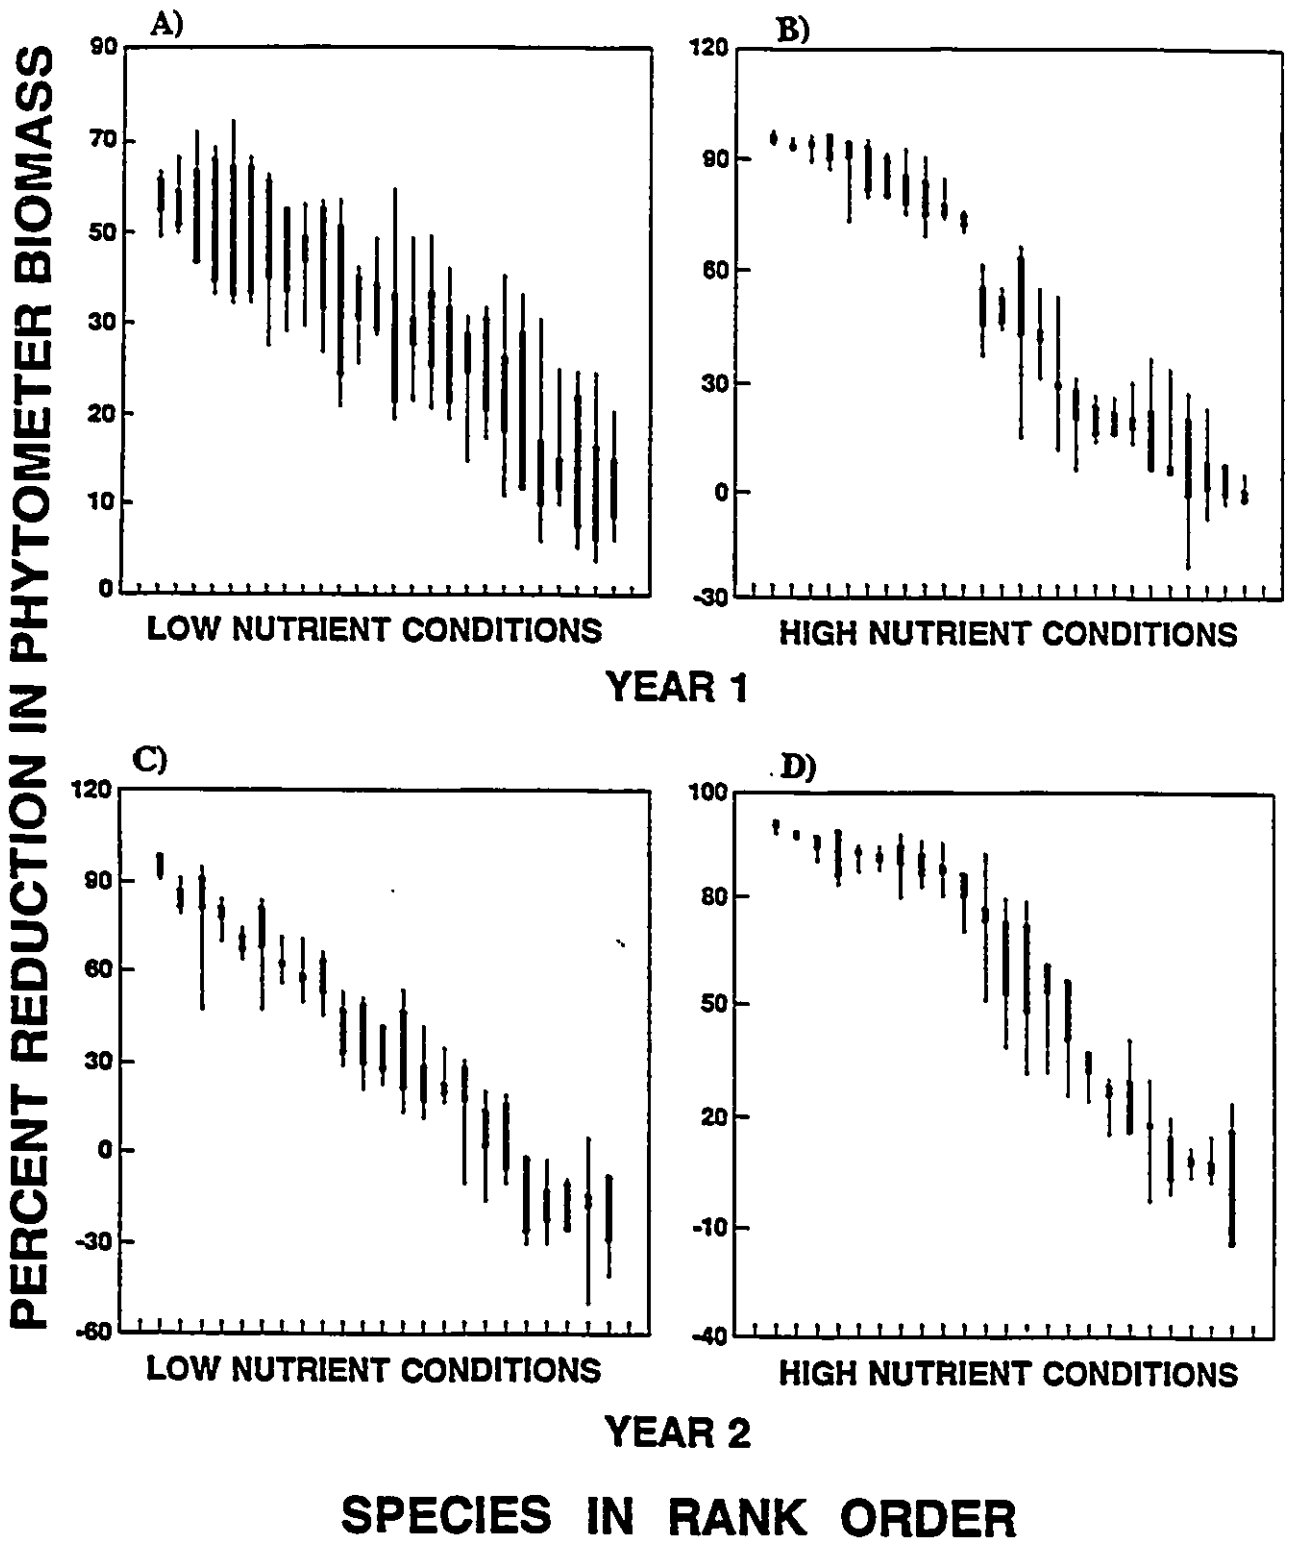 PERCENT REDUCTION IN PHYTOMETER BIOMASS
A)
90
70
50
30
20
10
0
LOW NUTRIENT CONDITIONS
B)
120
90
60
30
0
-30
HIGH NUTRIENT CONDITIONS
YEAR 1
C)
120
90
60
30
0
-30
-60
LOW NUTRIENT CONDITIONS
D)
100
80
50
20
-10
-40
HIGH NUTRIENT CONDITIONS
YEAR 2
SPECIES IN RANK ORDER